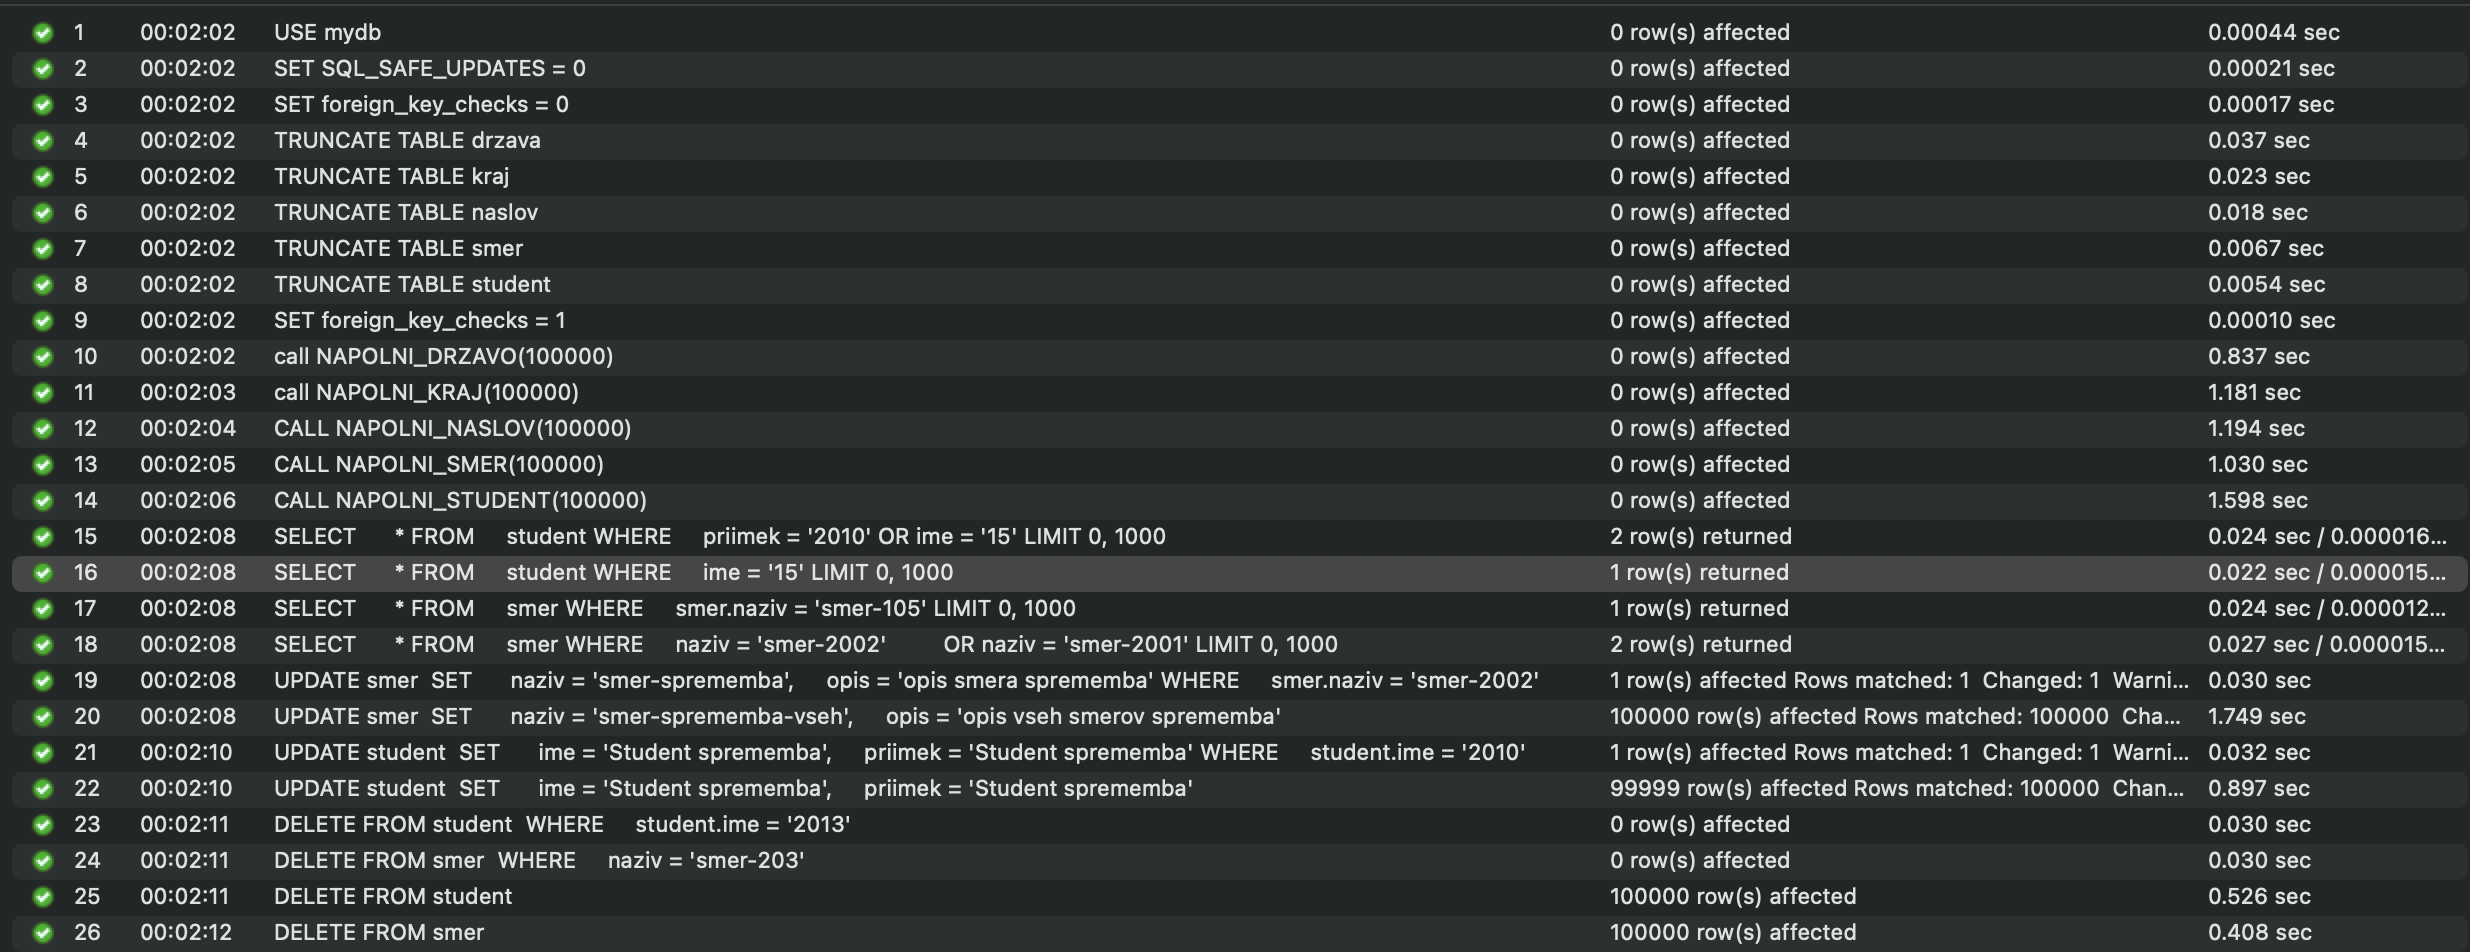 1 00:02:02 USE mydb 0 row(s) affected 0.00044 sec
2 00:02:02 SET SQL_SAFE_UPDATES = 0 0 row(s) affected 0.00021 sec
3 00:02:02 SET foreign_key_checks = 0 0 row(s) affected 0.00017 sec
4 00:02:02 TRUNCATE TABLE drzava 0 row(s) affected 0.037 sec
5 00:02:02 TRUNCATE TABLE kraj 0 row(s) affected 0.023 sec
6 00:02:02 TRUNCATE TABLE naslov 0 row(s) affected 0.018 sec
7 00:02:02 TRUNCATE TABLE smer 0 row(s) affected 0.0067 sec
8 00:02:02 TRUNCATE TABLE student 0 row(s) affected 0.0054 sec
9 00:02:02 SET foreign_key_checks = 1 0 row(s) affected 0.00010 sec
10 00:02:02 call NAPOLNI_DRZAVO(100000) 0 row(s) affected 0.837 sec
11 00:02:03 call NAPOLNI_KRAJ(100000) 0 row(s) affected 1.181 sec
12 00:02:04 CALL NAPOLNI_NASLOV(100000) 0 row(s) affected 1.194 sec
13 00:02:05 CALL NAPOLNI_SMER(100000) 0 row(s) affected 1.030 sec
14 00:02:06 CALL NAPOLNI_STUDENT(100000) 0 row(s) affected 1.598 sec
15 00:02:08 SELECT * FROM student WHERE priimek = '2010' OR ime = '15' LIMIT 0, 1000 2 row(s) returned 0.024 sec / 0.000016...
16 00:02:08 SELECT * FROM student WHERE ime = '15' LIMIT 0, 1000 1 row(s) returned 0.022 sec / 0.000015...
17 00:02:08 SELECT * FROM smer WHERE smer.naziv = 'smer-105' LIMIT 0, 1000 1 row(s) returned 0.024 sec / 0.000012...
18 00:02:08 SELECT * FROM smer WHERE naziv = 'smer-2002' OR naziv = 'smer-2001' LIMIT 0, 1000 2 row(s) returned 0.027 sec / 0.000015...
19 00:02:08 UPDATE smer SET naziv = 'smer-sprememba', opis = 'opis smera sprememba' WHERE smer.naziv = 'smer-2002' 1 row(s) affected Rows matched: 1 Changed: 1 Warni... 0.030 sec
20 00:02:08 UPDATE smer SET naziv = 'smer-sprememba-vseh', opis = 'opis vseh smerov sprememba' 100000 row(s) affected Rows matched: 100000 Cha... 1.749 sec
21 00:02:10 UPDATE student SET ime = 'Student sprememba', priimek = 'Student sprememba' WHERE student.ime = '2010' 1 row(s) affected Rows matched: 1 Changed: 1 Warni... 0.032 sec
22 00:02:10 UPDATE student SET ime = 'Student sprememba', priimek = 'Student sprememba' 99999 row(s) affected Rows matched: 100000 Chan... 0.897 sec
23 00:02:11 DELETE FROM student WHERE student.ime = '2013' 0 row(s) affected 0.030 sec
24 00:02:11 DELETE FROM smer WHERE naziv = 'smer-203' 0 row(s) affected 0.030 sec
25 00:02:11 DELETE FROM student 100000 row(s) affected 0.526 sec
26 00:02:12 DELETE FROM smer 100000 row(s) affected 0.408 sec